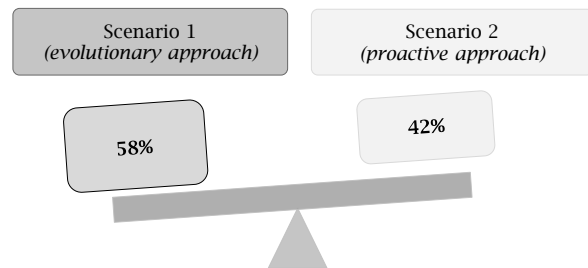 Scenario 1
(evolutionary approach)
Scenario 2
(proactive approach)
58%
42%